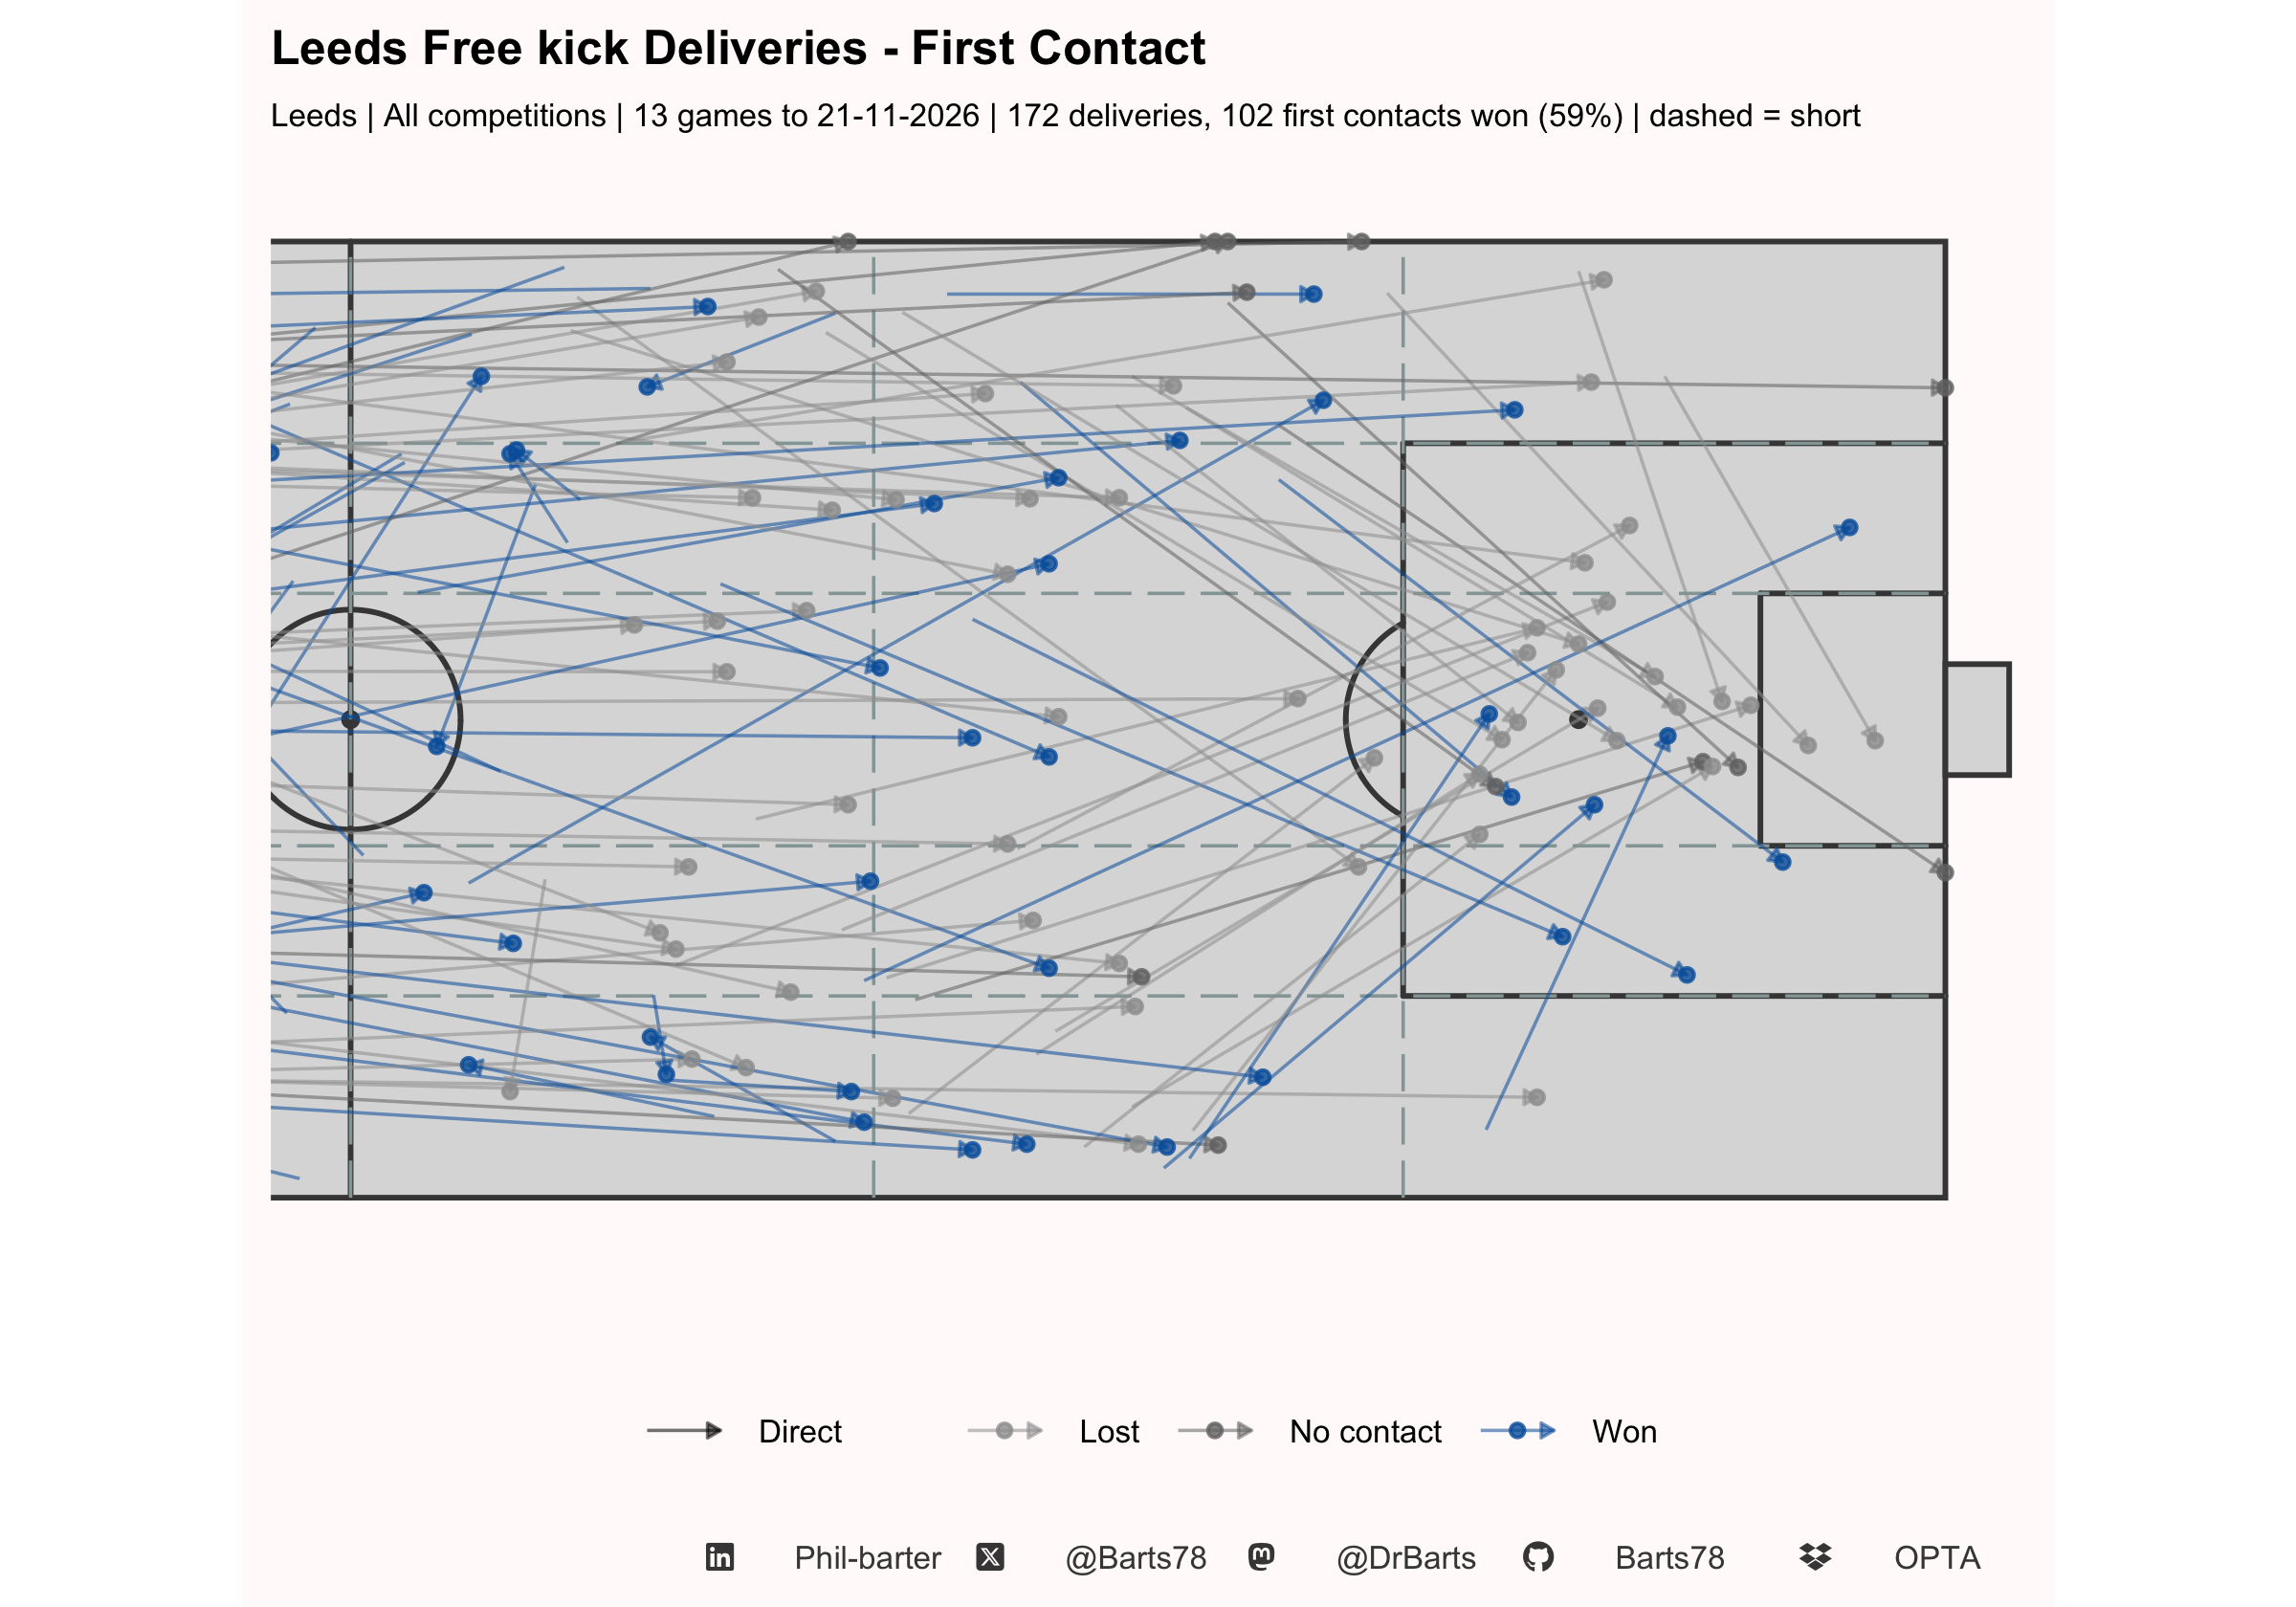 Leeds Free kick Deliveries - First Contact
Leeds | All competitions | 13 games to 21-11-2026 | 172 deliveries, 102 first contacts won (59%) | dashed = short
Direct Lost No contact Won
Phil-barter @Barts78 @DrBarts Barts78 OPTA